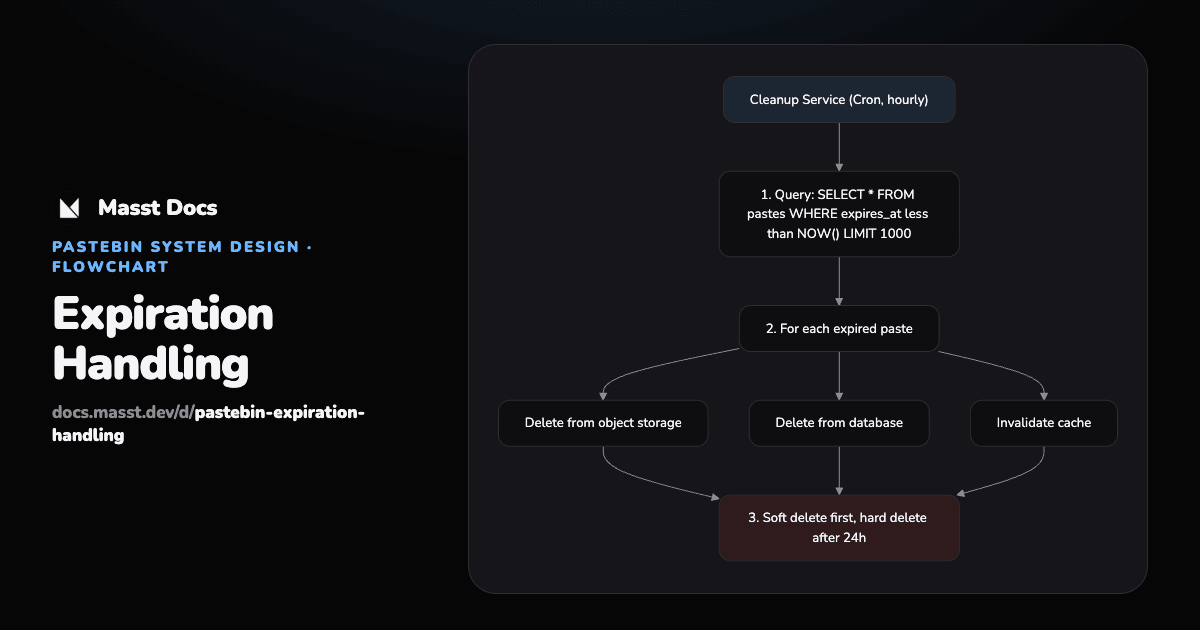 Masst Docs
PASTEBIN SYSTEM DESIGN ·
FLOWCHART
Expiration
Handling
docs.masst.dev/d/pastebin-expiration-
handling
Cleanup Service (Cron, hourly)
1. Query: SELECT * FROM
pastes WHERE expires_at less
than NOW() LIMIT 1000
2. For each expired paste
Delete from object storage
Delete from database
Invalidate cache
3. Soft delete first, hard delete
after 24h